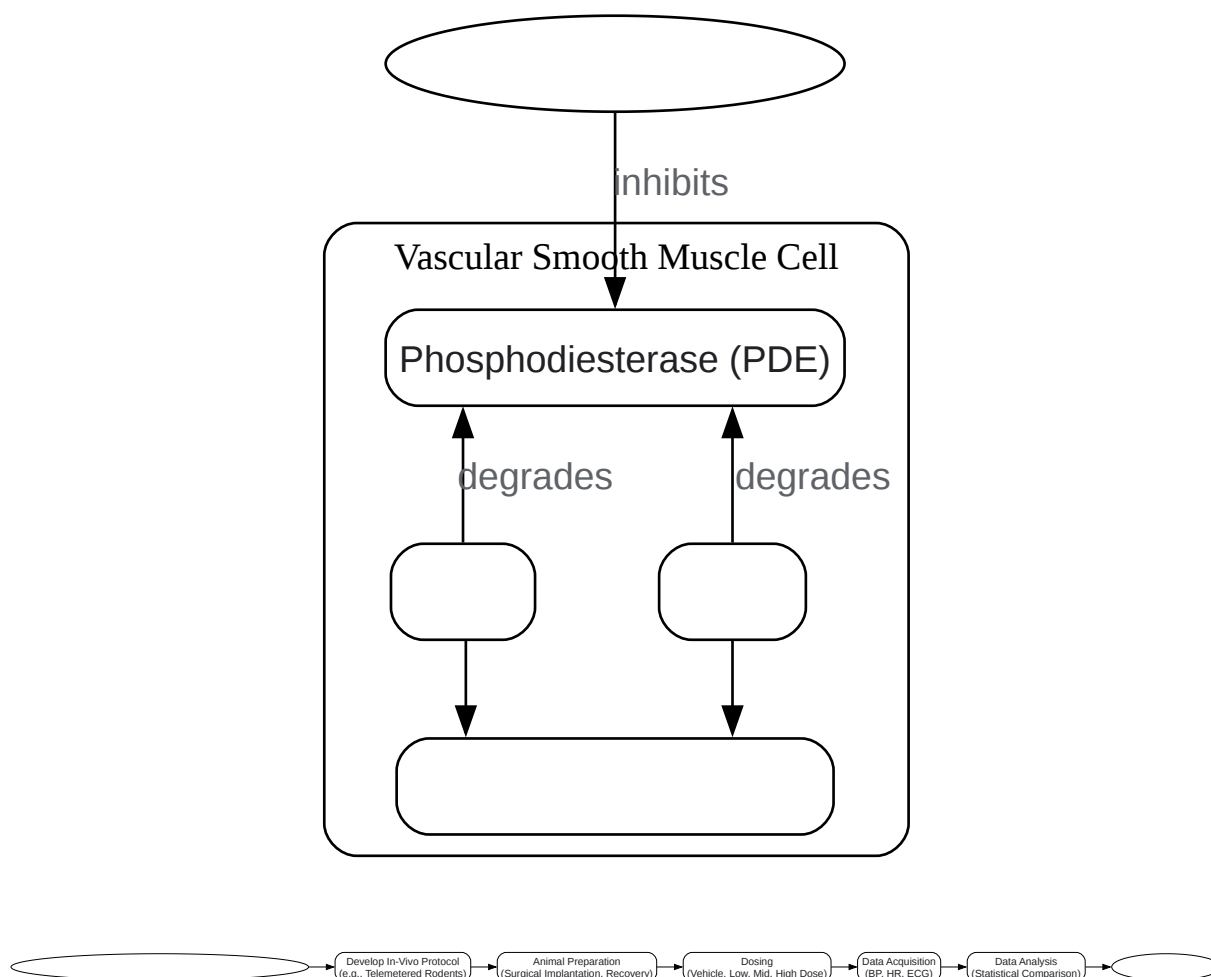 inhibits
Vascular Smooth Muscle Cell
Phosphodiesterase (PDE)
degrades
degrades
Develop In-Vivo Protocol
(e.g., Telemetered Rodents)
Animal Preparation
(Surgical Implantation, Recovery)
Dosing
(Vehicle, Low, Mid, High Dose)
Data Acquisition
(BP, HR, ECG)
Data Analysis
(Statistical Comparison)